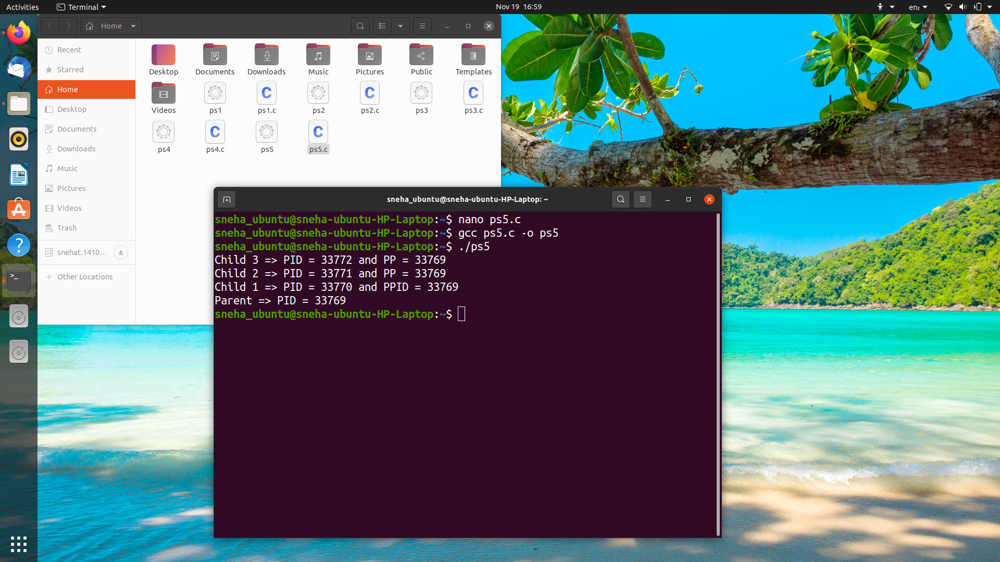 Activities Terminal Nov 19 16:59 en₂
Home
Recent
Starred
Home
Desktop
Documents
Downloads
Music
Pictures
Videos
Trash
snehat.1410...
Other Locations
Desktop Documents Downloads Music Pictures Public Templates
Videos ps1 ps1.c ps2 ps2.c ps3 ps3.c
ps4 ps4.c ps5 ps5.c
sneha_ubuntu@sneha-ubuntu-HP-Laptop: ~
sneha_ubuntu@sneha-ubuntu-HP-Laptop:~$ nano ps5.c
sneha_ubuntu@sneha-ubuntu-HP-Laptop:~$ gcc ps5.c -o ps5
sneha_ubuntu@sneha-ubuntu-HP-Laptop:~$ ./ps5
Child 3 => PID = 33772 and PP = 33769
Child 2 => PID = 33771 and PP = 33769
Child 1 => PID = 33770 and PPID = 33769
Parent => PID = 33769
sneha_ubuntu@sneha-ubuntu-HP-Laptop:~$